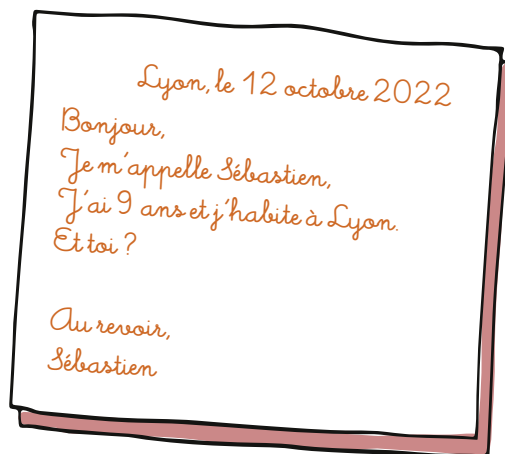 Lyon, le 12 octobre 2022
Bonjour,
Je m'appelle Sébastien,
J'ai 9 ans et j'habite à Lyon.
Et toi ?
Au revoir,
Sébastien